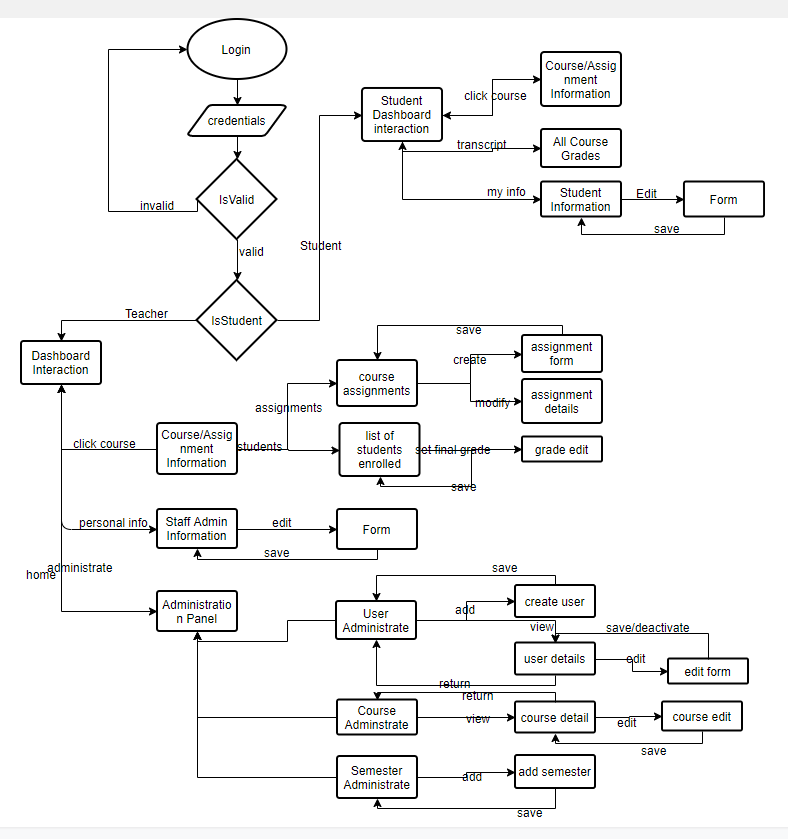 Login
credentials
IsValid
invalid
valid
IsStudent
Student
Teacher
Student
Dashboard
interaction
click course
Course/Assig
nment
Information
transcript
All Course
Grades
my info
Student
Information
Edit
Form
save
Dashboard
Interaction
click course
Course/Assig
nment
Information
assignments
students
course
assignments
save
create
assignment
form
modify
assignment
details
list of
students
enrolled
set final grade
grade edit
save
personal info
Staff Admin
Information
edit
Form
save
administrate
home
Administratio
n Panel
User
Administrate
save
add
create user
view
user details
save/deactivate
edit
edit form
return
return
Course
Adminstrate
view
course detail
edit
course edit
save
Semester
Administrate
add
add semester
save